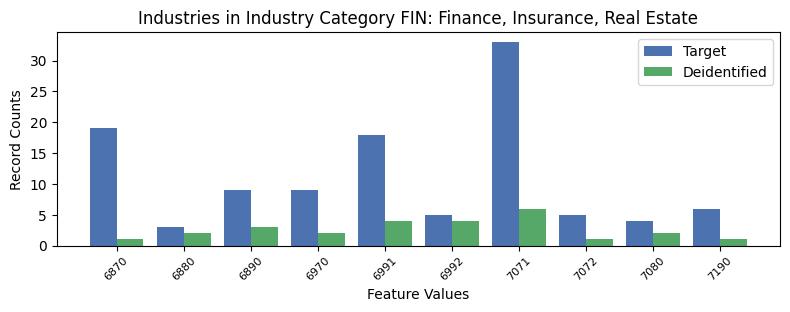 Industries in Industry Category FIN: Finance, Insurance, Real Estate
Target
Deidentified
Record Counts
30
25
20
15
10
5
0
6870 6880 6890 6970 6991 6992 7071 7072 7080 7190
Feature Values